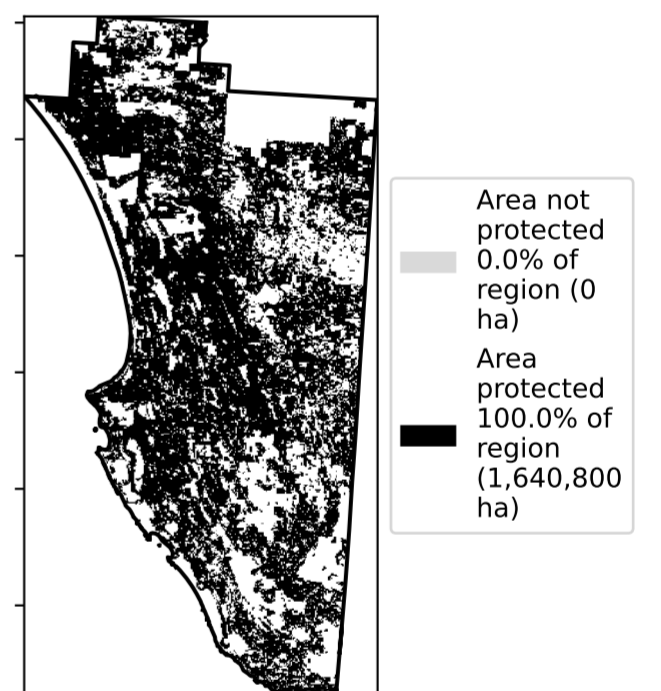 Area not
protected
0.0% of
region (0
ha)
Area
protected
100.0% of
region
(1,640,800
ha)